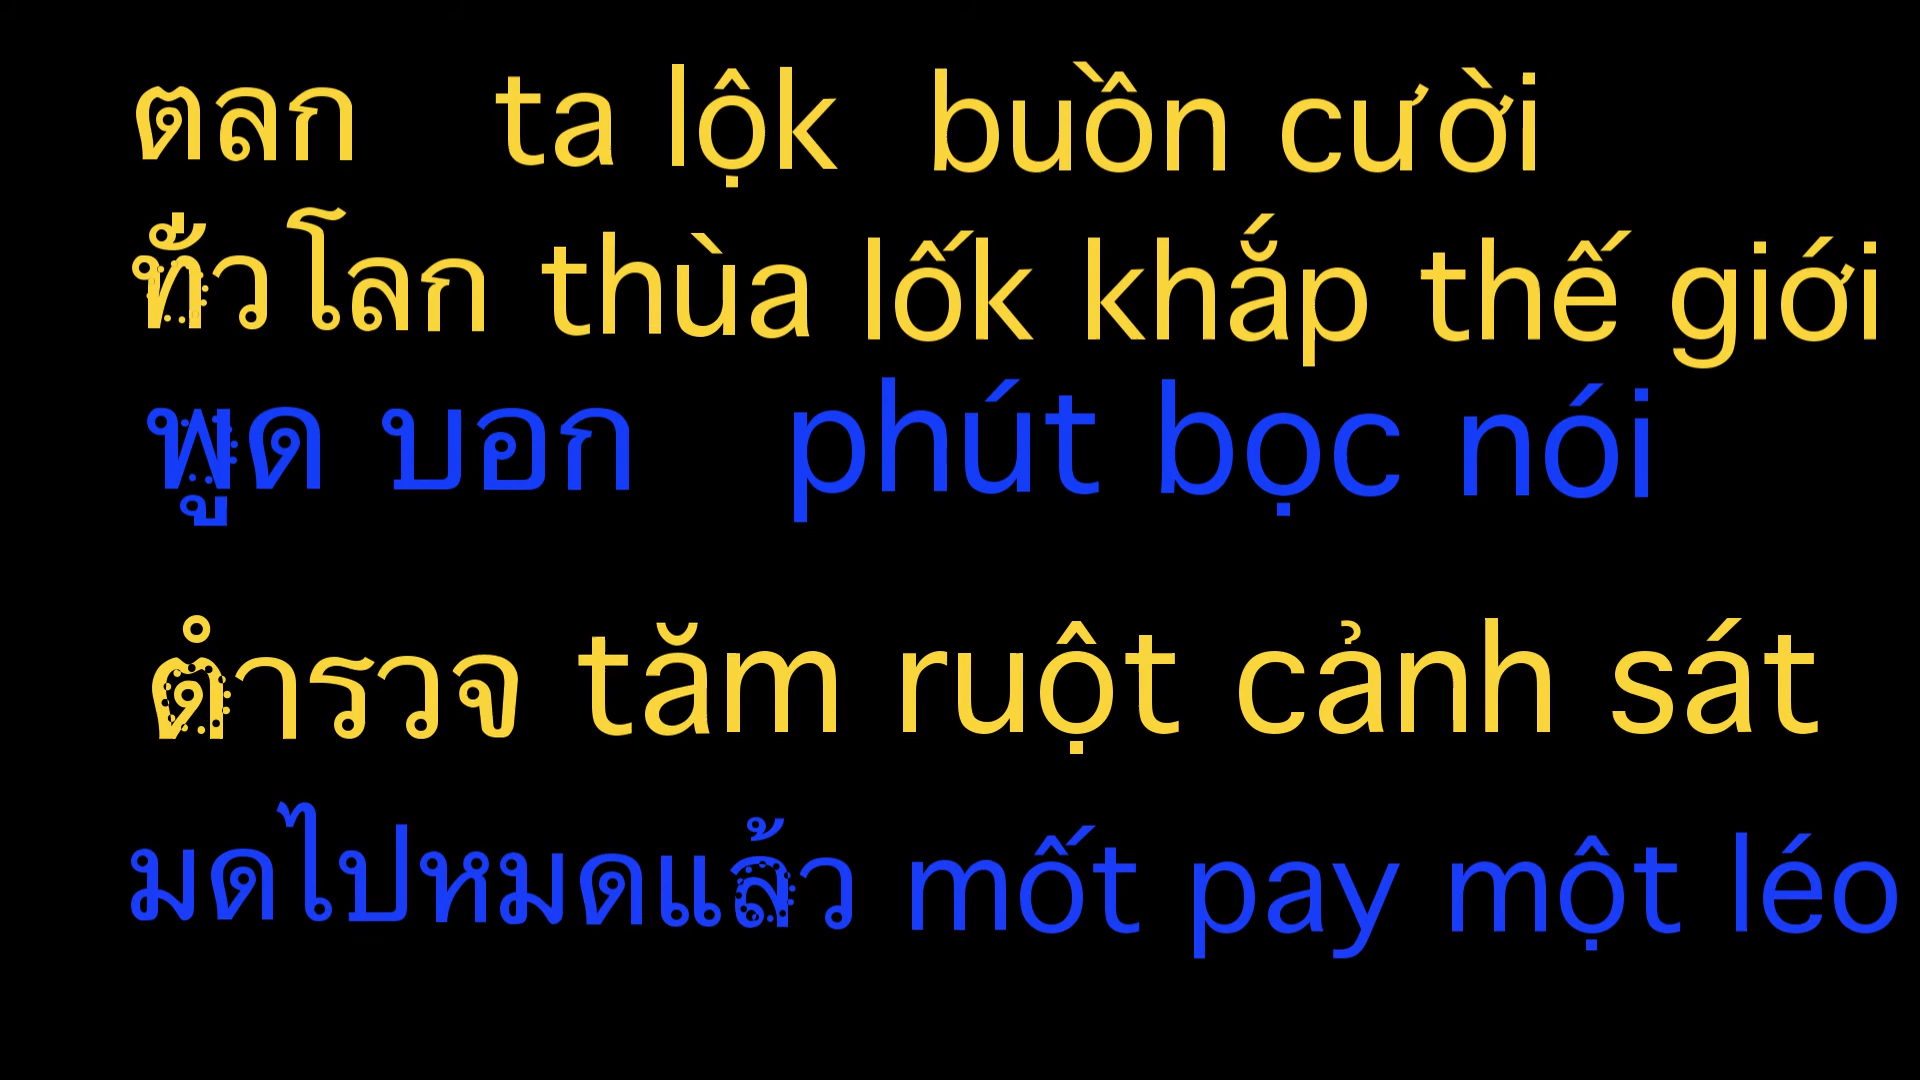 ตลก ta lộk buồn cười
ทั่วโลก thùa lốk khắp thế giới
พูด บอก phút bọc nói
ตำรวจ tăm ruột cảnh sát
มดไปหมดแล้ว mốt pay một léo